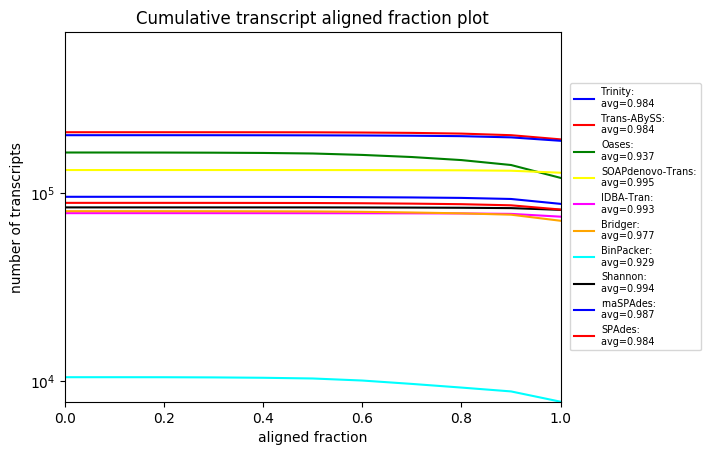 Cumulative transcript aligned fraction plot
number of transcripts
10^5
10^4
0.0 0.2 0.4 0.6 0.8 1.0
aligned fraction
Trinity:
avg=0.984
Trans-ABySS:
avg=0.984
Oases:
avg=0.937
SOAPdenovo-Trans:
avg=0.995
IDBA-Tran:
avg=0.993
Bridger:
avg=0.977
BinPacker:
avg=0.929
Shannon:
avg=0.994
rnaSPAdes:
avg=0.987
SPAdes:
avg=0.984